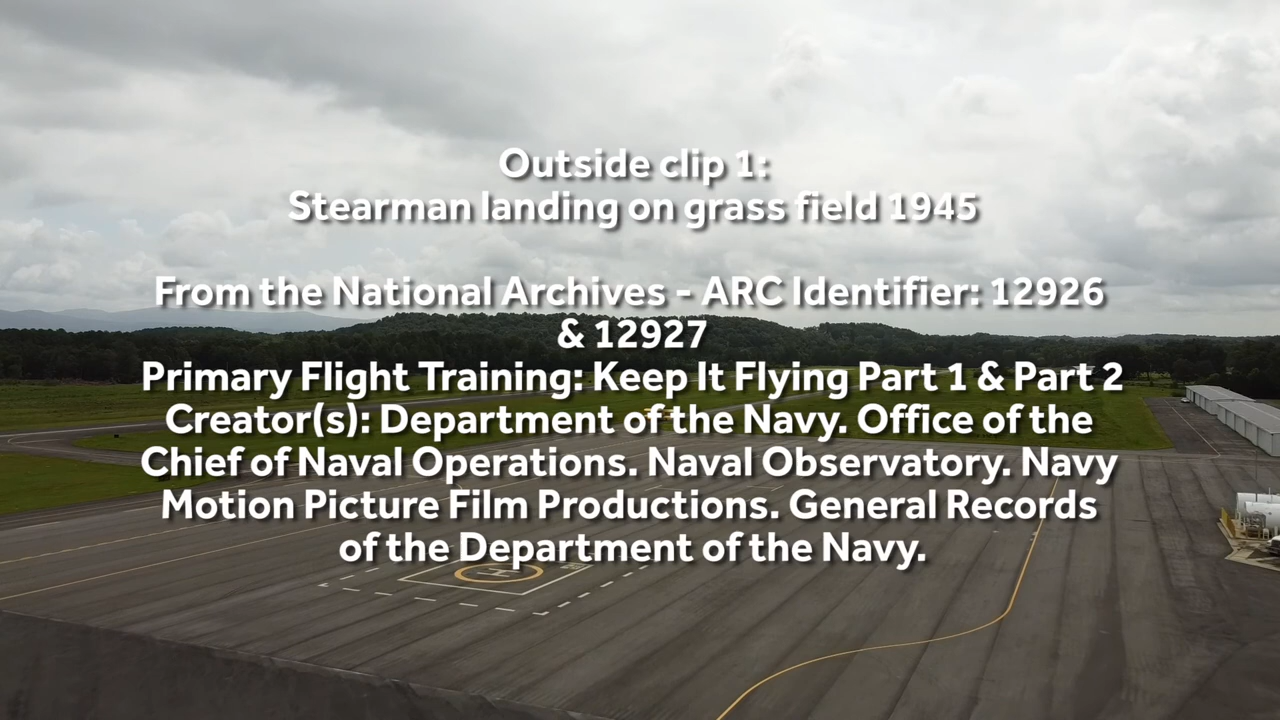 Outside clip 1:
Stearman landing on grass field 1945
From the National Archives - ARC Identifier: 12926
& 12927
Primary Flight Training: Keep It Flying Part 1 & Part 2
Creator(s): Department of the Navy. Office of the
Chief of Naval Operations. Naval Observatory. Navy
Motion Picture Film Productions. General Records
of the Department of the Navy.
H